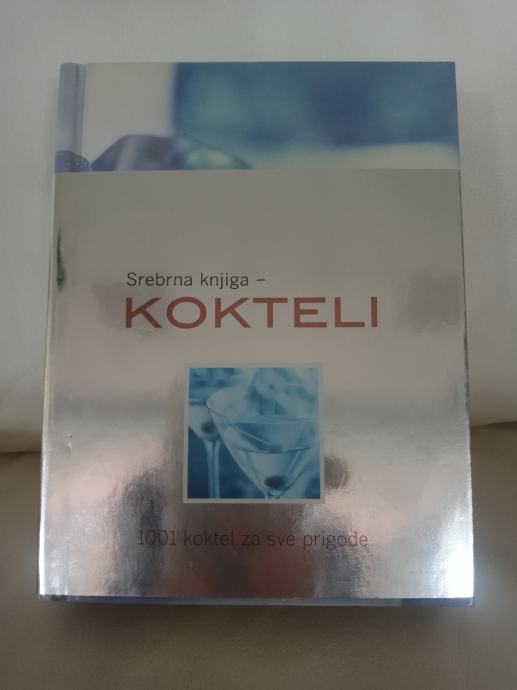 Srebrna knjiga –
KOKTELI
1001 koktel za sve prigode